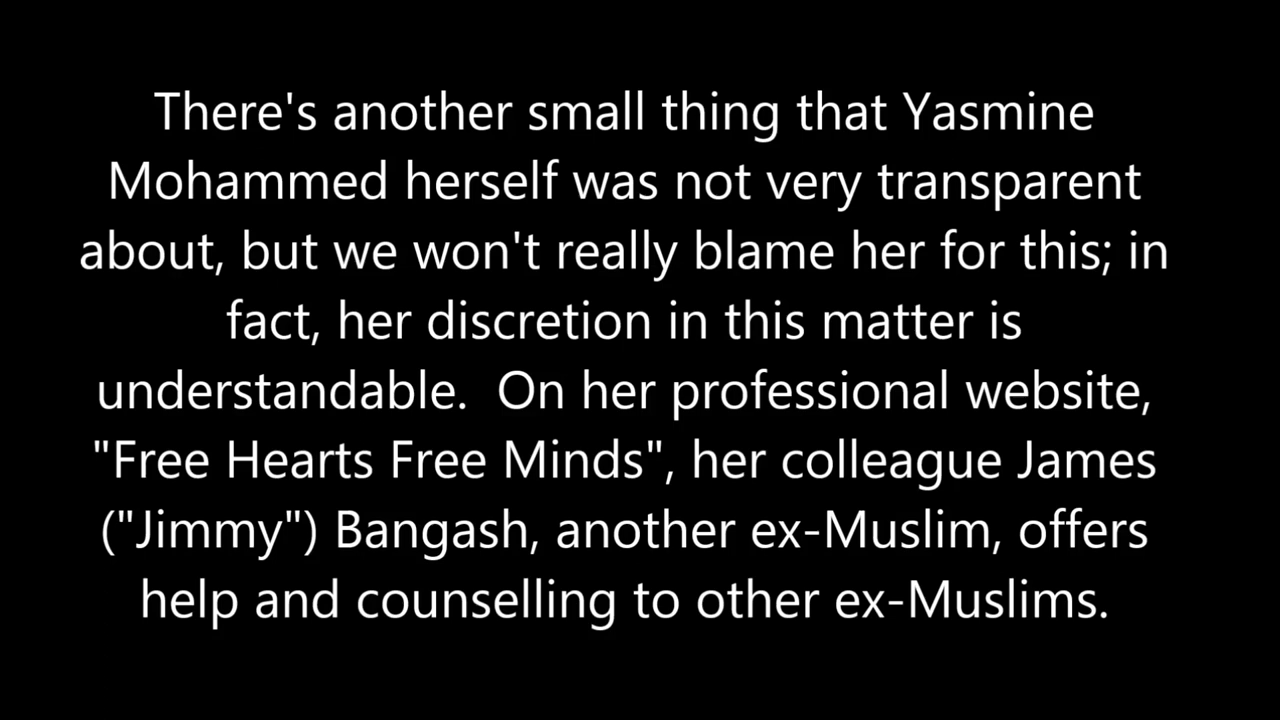 There's another small thing that Yasmine
Mohammed herself was not very transparent
about, but we won't really blame her for this; in
fact, her discretion in this matter is
understandable.  On her professional website,
"Free Hearts Free Minds", her colleague James
("Jimmy") Bangash, another ex-Muslim, offers
help and counselling to other ex-Muslims.